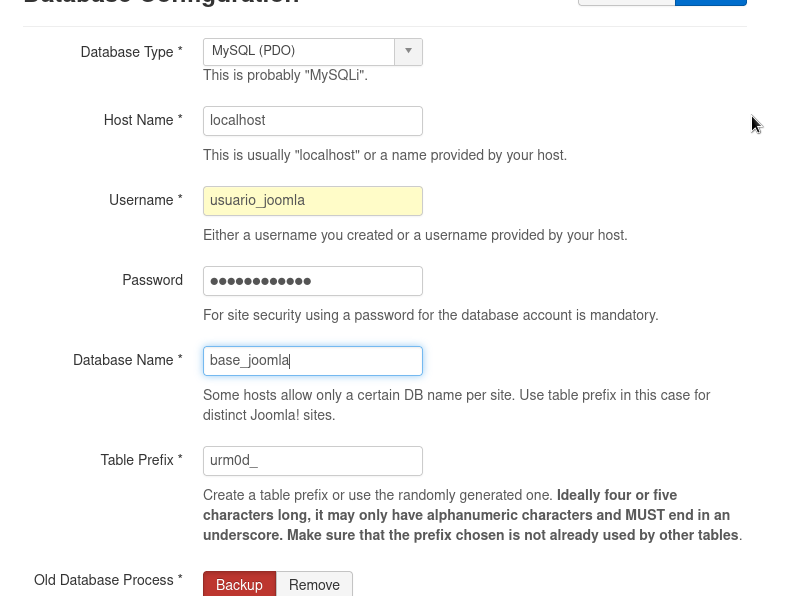 Database Configuration
Database Type * MySQL (PDO)
This is probably "MySQLi".
Host Name * localhost
This is usually "localhost" or a name provided by your host.
Username * usuario_joomla
Either a username you created or a username provided by your host.
Password ●●●●●●●●●●●●
For site security using a password for the database account is mandatory.
Database Name * base_joomla
Some hosts allow only a certain DB name per site. Use table prefix in this case for
distinct Joomla! sites.
Table Prefix * urm0d_
Create a table prefix or use the randomly generated one. Ideally four or five
characters long, it may only have alphanumeric characters and MUST end in an
underscore. Make sure that the prefix chosen is not already used by other tables.
Old Database Process * Backup Remove